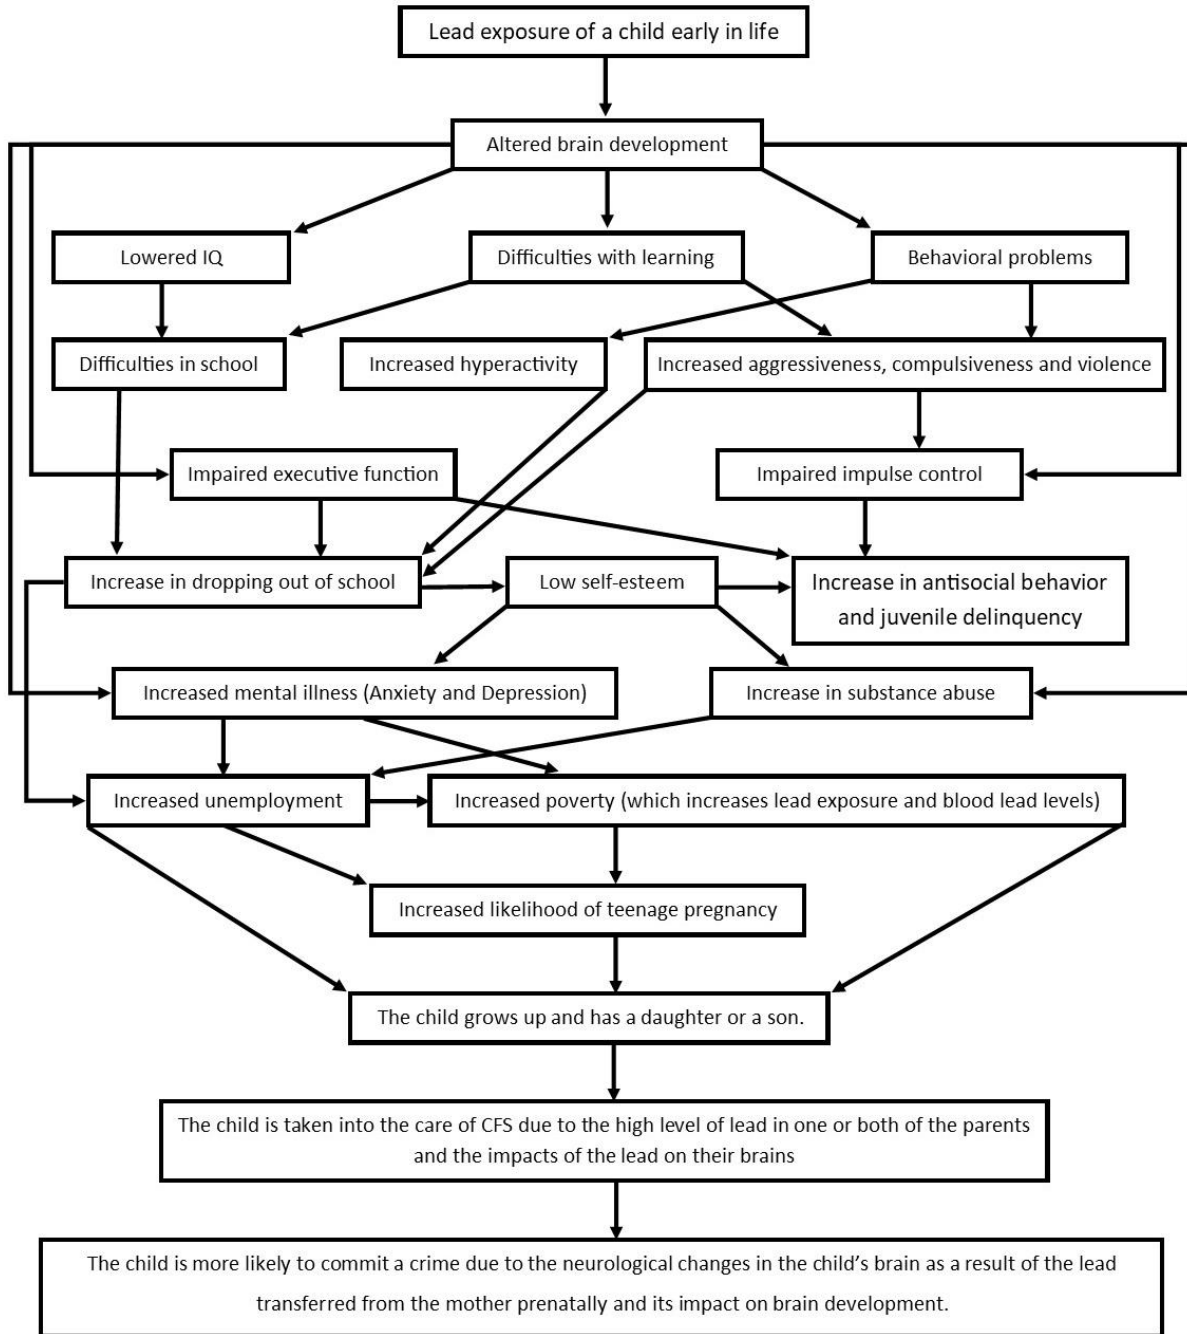 Lead exposure of a child early in life
Altered brain development
Lowered IQ
Difficulties with learning
Behavioral problems
Difficulties in school
Increased hyperactivity
Increased aggressiveness, compulsiveness and violence
Impaired executive function
Impaired impulse control
Increase in dropping out of school
Low self-esteem
Increase in antisocial behavior
and juvenile delinquency
Increased mental illness (Anxiety and Depression)
Increase in substance abuse
Increased unemployment
Increased poverty (which increases lead exposure and blood lead levels)
Increased likelihood of teenage pregnancy
The child grows up and has a daughter or a son.
The child is taken into the care of CFS due to the high level of lead in one or both of the parents
and the impacts of the lead on their brains
The child is more likely to commit a crime due to the neurological changes in the child’s brain as a result of the lead
transferred from the mother prenatally and its impact on brain development.